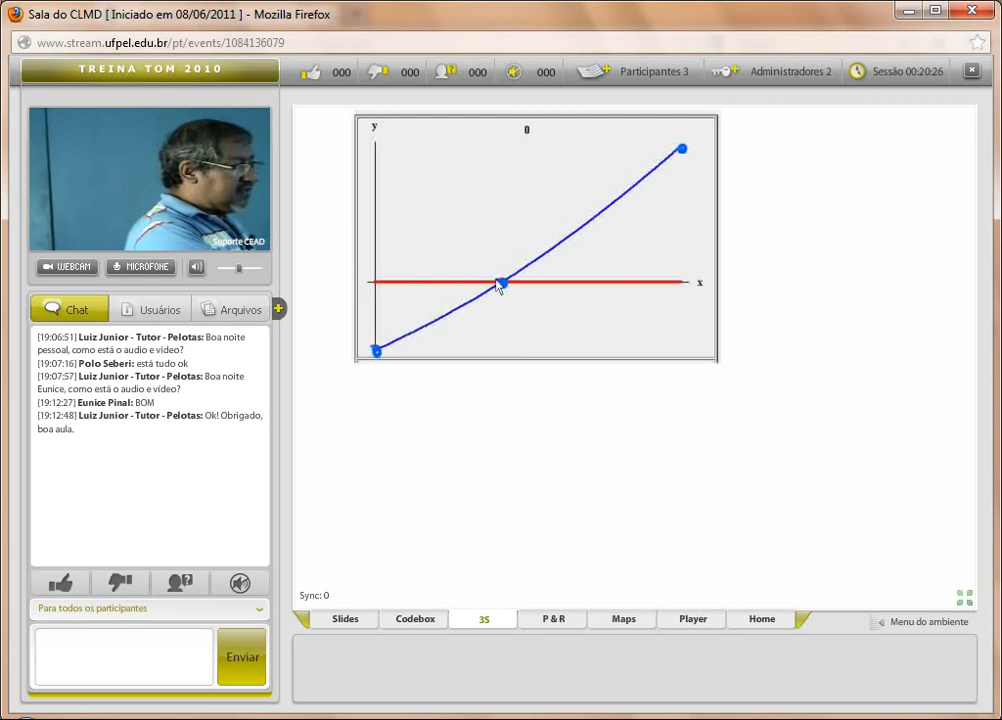 Sala do CLMD [ Iniciado em 08/06/2011 ] - Mozilla Firefox
www.stream.ufpel.edu.br/pt/events/1084136079
TREINA TOM 2010
000
000
000
000
Participantes 3
Administradores 2
Sessão 00:20:26
Suporte CEAD
WEBCAM
MICROFONE
Chat
Usuários
Arquivos
[19:06:51] Luiz Junior - Tutor - Pelotas: Boa noite
pessoal, como está o audio e video?
[19:07:16] Polo Seberi: está tudo ok
[19:07:57] Luiz Junior - Tutor - Pelotas: Boa noite
Eunice, como está o audio e vídeo?
[19:12:27] Eunice Pinal: BOM
[19:12:48] Luiz Junior - Tutor - Pelotas: Ok! Obrigado,
boa aula.
Para todos os participantes
Enviar
y
0
x
Sync: 0
Slides
Codebox
3S
P & R
Maps
Player
Home
Menu do ambiente